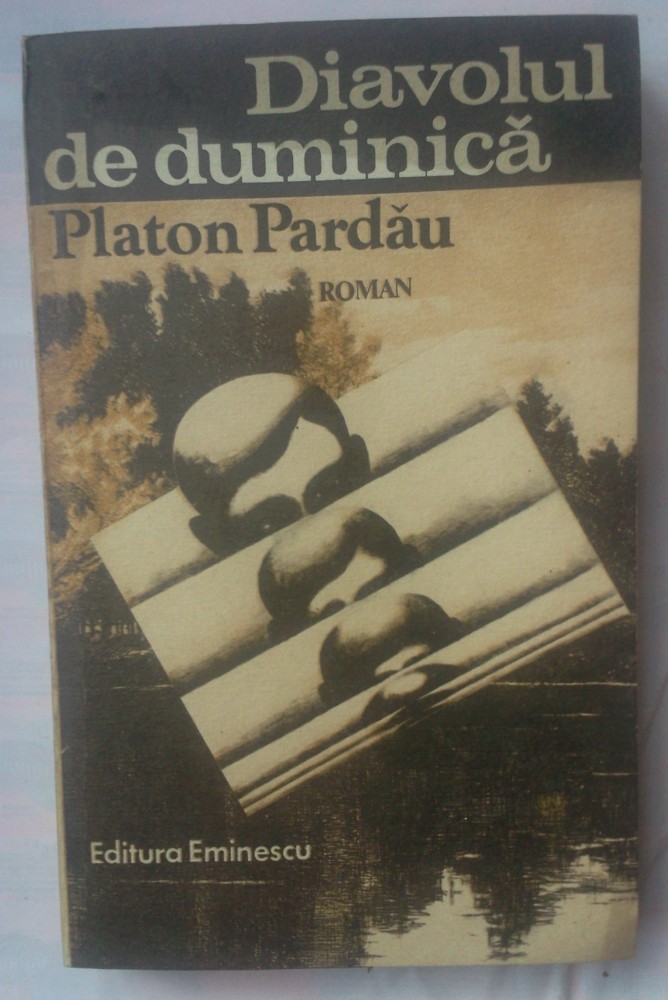 Diavolul
de duminică
Platon Pardău
ROMAN
Editura Eminescu